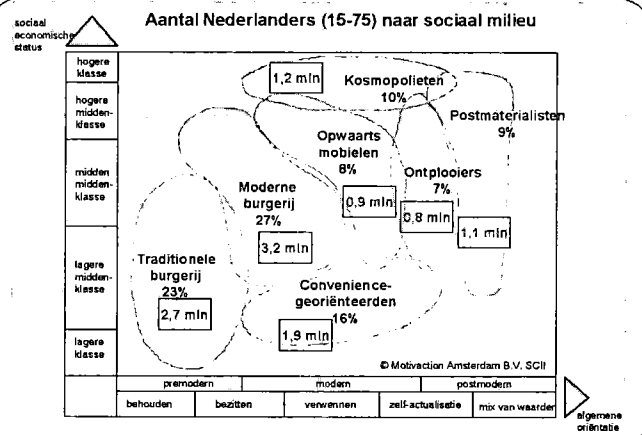 Aantal Nederlanders (15-75) naar sociaal milieu
sociaal
economische
status
hogere
klasse
hogere
midden-
klasse
midden
midden-
klasse
lagere
midden-
klasse
lagere
klasse
1,2 mln
Kosmopolieten
10%
Postmaterialisten
9%
Opwaarts
mobielen
8%
Ontplooiers
7%
Moderne
burgerij
27%
0,9 mln
0,8 mln
1,1 mln
3,2 mln
Traditionele
burgerij
23%
2,7 mln
Convenience-
georiënteerden
16%
1,9 mln
© Motivaction Amsterdam B.V. SCIt
premodern
modern
postmodern
behouden
bezitten
verwennen
zelf-actualisatie
mix van waarden
algemene
oriëntatie